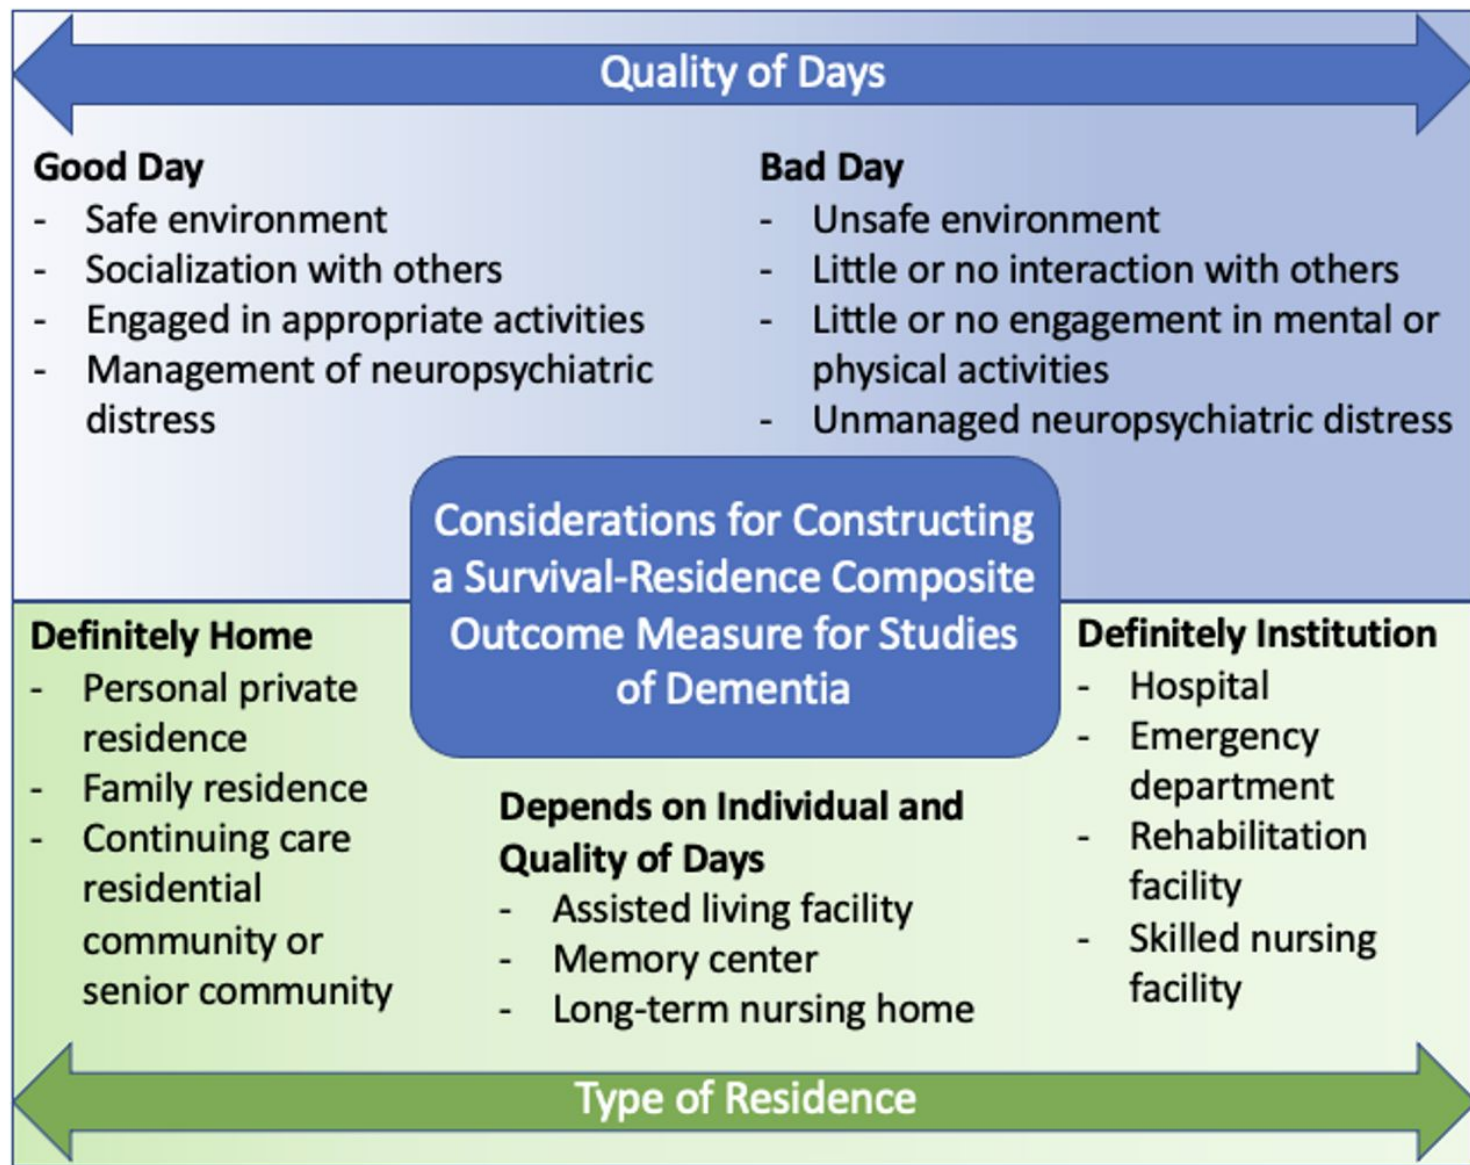 Quality of Days
Good Day
- Safe environment
- Socialization with others
- Engaged in appropriate activities
- Management of neuropsychiatric
distress
Bad Day
- Unsafe environment
- Little or no interaction with others
- Little or no engagement in mental or
physical activities
- Unmanaged neuropsychiatric distress
Considerations for Constructing
a Survival-Residence Composite
Outcome Measure for Studies
of Dementia
Definitely Home
- Personal private
residence
- Family residence
- Continuing care
residential
community or
senior community
Depends on Individual and
Quality of Days
- Assisted living facility
- Memory center
- Long-term nursing home
Definitely Institution
- Hospital
- Emergency
department
- Rehabilitation
facility
- Skilled nursing
facility
Type of Residence